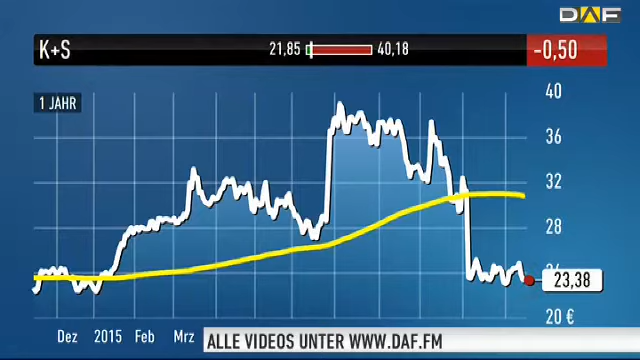 DAF
K+S 21,85 40,18 -0,50
1 JAHR
40
36
32
28
23,38
20 €
Dez 2015 Feb Mrz
ALLE VIDEOS UNTER WWW.DAF.FM